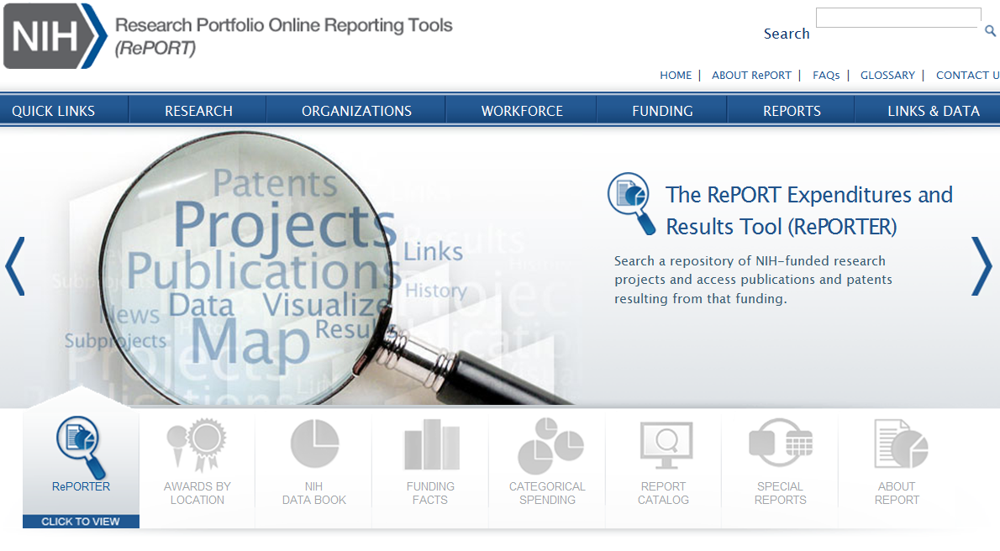 NIH
Research Portfolio Online Reporting Tools
(RePORT)
Search
HOME | ABOUT RePORT | FAQs | GLOSSARY | CONTACT U
QUICK LINKS
RESEARCH
ORGANIZATIONS
WORKFORCE
FUNDING
REPORTS
LINKS & DATA
Patents
Projects
Publications
Links
History
Data
Visualize
News
Results
Subprojects
Map
The RePORT Expenditures and
Results Tool (RePORTER)
Search a repository of NIH-funded research
projects and access publications and patents
resulting from that funding.
RePORTER
CLICK TO VIEW
AWARDS BY
LOCATION
NIH
DATA BOOK
FUNDING
FACTS
CATEGORICAL
SPENDING
REPORT
CATALOG
SPECIAL
REPORTS
ABOUT
REPORT